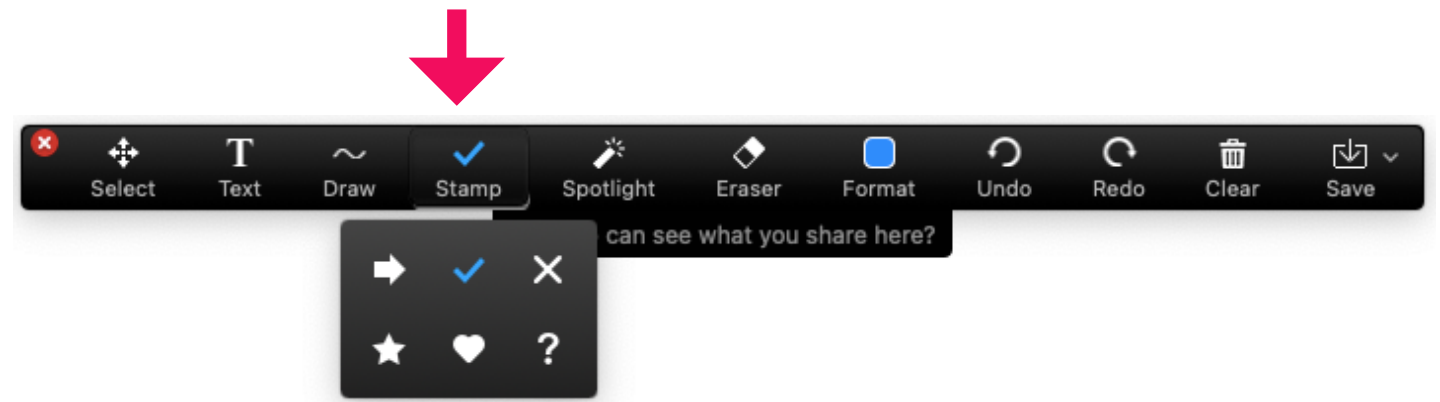 Select Text Draw Stamp Spotlight Eraser Format Undo Redo Clear Save
can see what you share here?